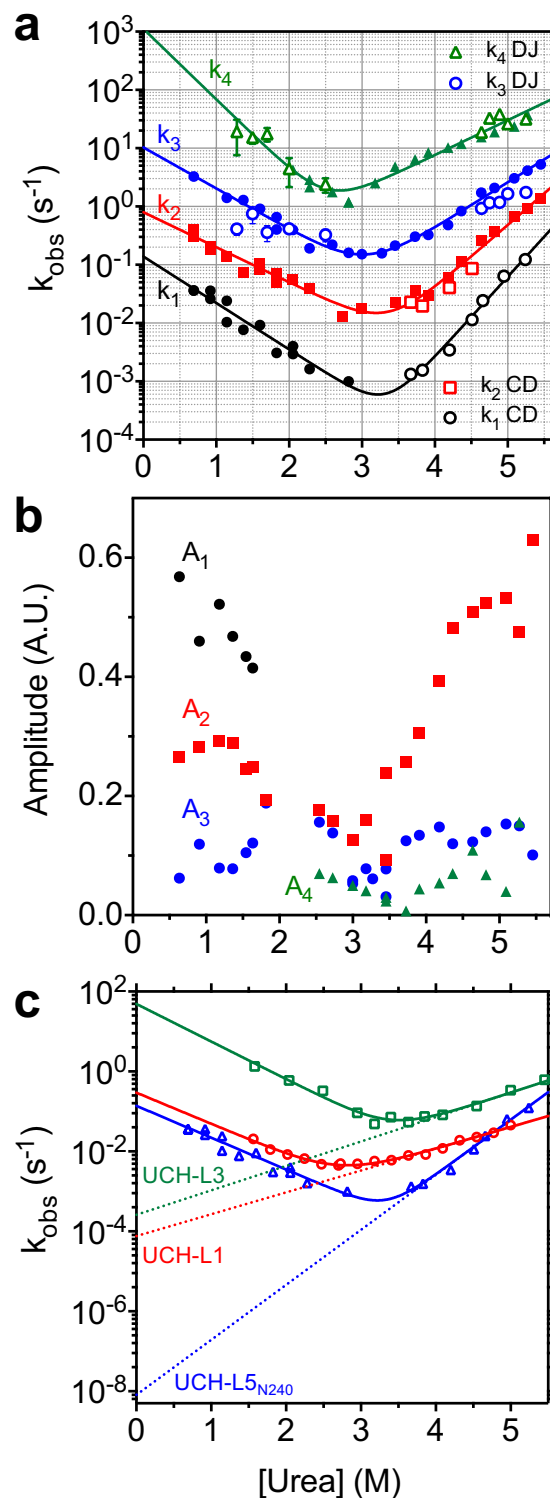 a
10³
10²
10¹
10⁰
10⁻¹
10⁻²
10⁻³
10⁻⁴
k_obs (s⁻¹)
k₄
k₃
k₂
k₁
k₄ DJ
k₃ DJ
k₂ CD
k₁ CD
0 1 2 3 4 5
b
0.6
0.4
0.2
0.0
Amplitude (A.U.)
A₁
A₂
A₃
A₄
0 1 2 3 4 5
c
10²
10⁰
10⁻²
10⁻⁴
10⁻⁶
10⁻⁸
k_obs (s⁻¹)
UCH-L3
UCH-L1
UCH-L5_N240
0 1 2 3 4 5
[Urea] (M)